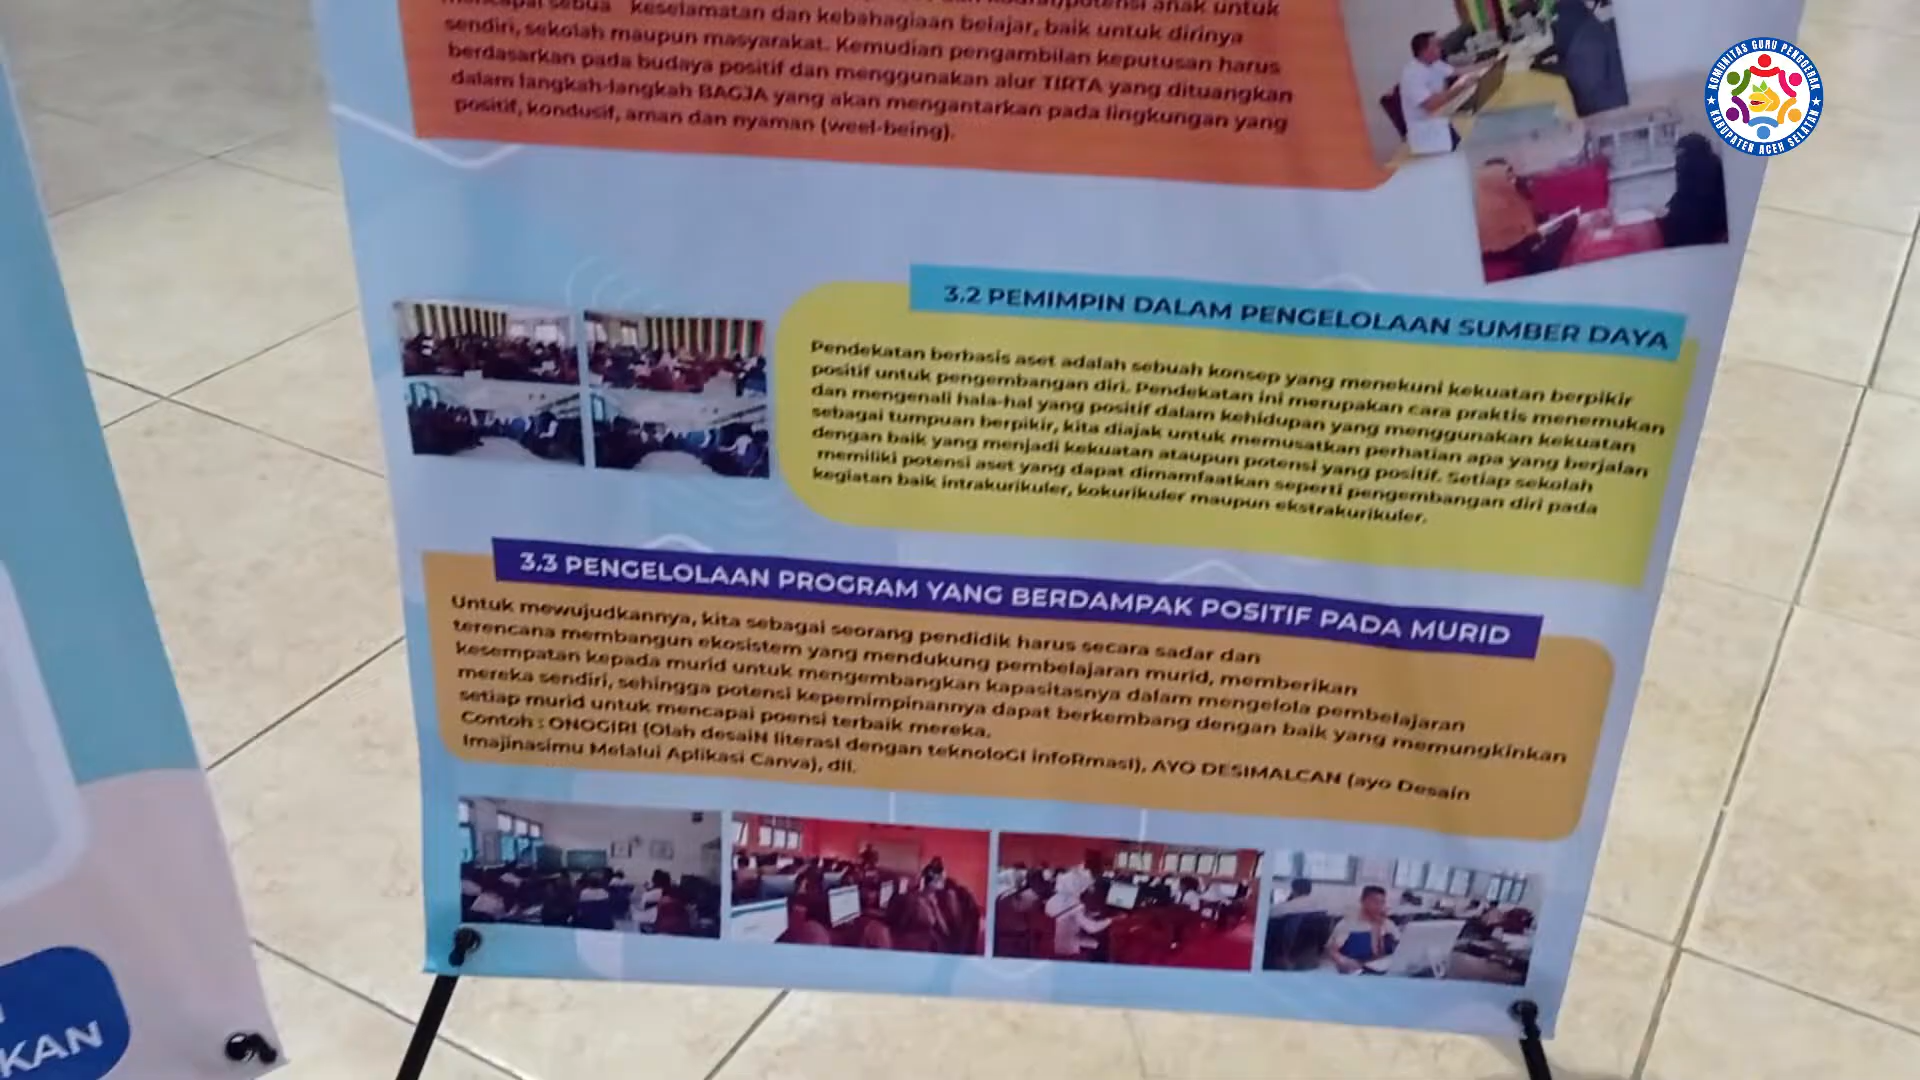 keselamatan dan kebahagiaan belajar, baik untuk dirinya
sendiri, sekolah maupun masyarakat. Kemudian pengambilan keputusan harus
berdasarkan pada budaya positif dan menggunakan alur TIRTA yang dituangkan
dalam langkah-langkah BAGJA yang akan mengantarkan pada lingkungan yang
positif, kondusif, aman dan nyaman (weel-being).
KOMUNITAS GURU PENGGERAK
KABUPATEN ACEH SELATAN
3.2 PEMIMPIN DALAM PENGELOLAAN SUMBER DAYA
Pendekatan berbasis aset adalah sebuah konsep yang menekuni kekuatan berpikir
positif untuk pengembangan diri. Pendekatan ini merupakan cara praktis menemukan
dan mengenali hala-hal yang positif dalam kehidupan yang menggunakan kekuatan
sebagai tumpuan berpikir, kita diajak untuk memusatkan perhatian apa yang berjalan
dengan baik yang menjadi kekuatan ataupun potensi yang positif. Setiap sekolah
memiliki potensi aset yang dapat dimamfaatkan seperti pengembangan diri pada
kegiatan baik intrakurikuler, kokurikuler maupun ekstrakurikuler.
3.3 PENGELOLAAN PROGRAM YANG BERDAMPAK POSITIF PADA MURID
Untuk mewujudkannya, kita sebagai seorang pendidik harus secara sadar dan
terencana membangun ekosistem yang mendukung pembelajaran murid, memberikan
kesempatan kepada murid untuk mengembangkan kapasitasnya dalam mengelola pembelajaran
mereka sendiri, sehingga potensi kepemimpinannya dapat berkembang dengan baik yang memungkinkan
setiap murid untuk mencapai poensi terbaik mereka.
Contoh : ONOGIRI (Olah desaiN literasI dengan teknoloGI infoRmasI), AYO DESIMALCAN (ayo Desain
Imajinasimu Melalui Aplikasi Canva), dll.
KAN